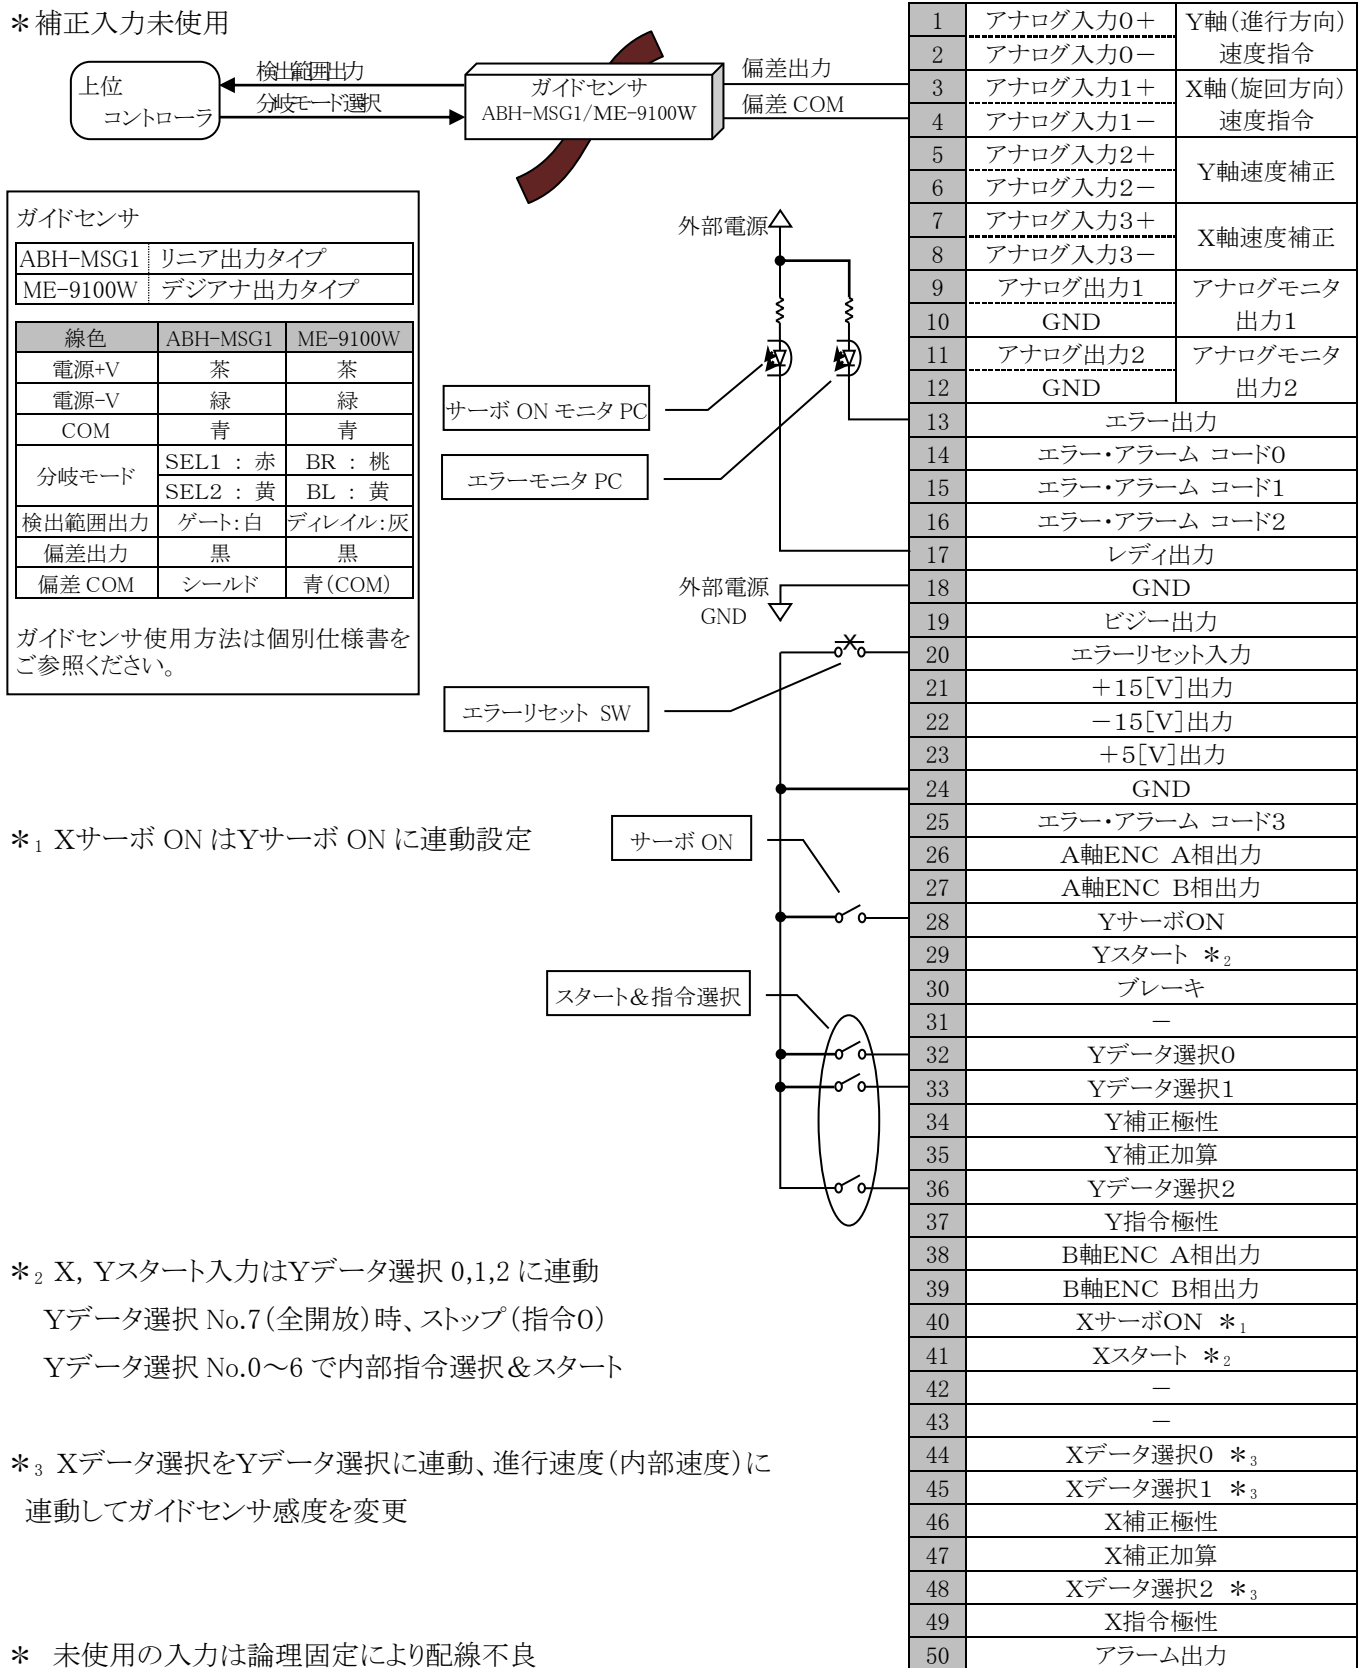 ＊補正入力未使用
上位
コントローラ
検出範囲出力
分岐モード選択
ガイドセンサ
ABH-MSG1/ME-9100W
偏差出力
偏差 COM
ガイドセンサ
ABH-MSG1 リニア出力タイプ
ME-9100W デジアナ出力タイプ
線色 ABH-MSG1 ME-9100W
電源+V 茶 茶
電源-V 緑 緑
COM 青 青
分岐モード SEL1 : 赤 BR : 桃
SEL2 : 黄 BL : 黄
検出範囲出力 ゲート:白 ディレイル:灰
偏差出力 黒 黒
偏差 COM シールド 青(COM)
ガイドセンサ使用方法は個別仕様書を
ご参照ください。
外部電源
サーボ ON モニタ PC
エラーモニタ PC
外部電源
GND
エラーリセット SW
＊1 Xサーボ ON はYサーボ ON に連動設定
サーボ ON
スタート&指令選択
＊2 X, Yスタート入力はYデータ選択 0,1,2 に連動
Yデータ選択 No.7(全開放)時、ストップ(指令0)
Yデータ選択 No.0～6 で内部指令選択&スタート
＊3 Xデータ選択をYデータ選択に連動、進行速度(内部速度)に
連動してガイドセンサ感度を変更
＊ 未使用の入力は論理固定により配線不良
1 アナログ入力0+ Y軸(進行方向)
2 アナログ入力0- 速度指令
3 アナログ入力1+ X軸(旋回方向)
4 アナログ入力1- 速度指令
5 アナログ入力2+ Y軸速度補正
6 アナログ入力2-
7 アナログ入力3+ X軸速度補正
8 アナログ入力3-
9 アナログ出力1 アナログモニタ
10 GND 出力1
11 アナログ出力2 アナログモニタ
12 GND 出力2
13 エラー出力
14 エラー・アラーム コード0
15 エラー・アラーム コード1
16 エラー・アラーム コード2
17 レディ出力
18 GND
19 ビジー出力
20 エラーリセット入力
21 +15[V]出力
22 -15[V]出力
23 +5[V]出力
24 GND
25 エラー・アラーム コード3
26 A軸ENC A相出力
27 A軸ENC B相出力
28 YサーボON
29 Yスタート ＊2
30 ブレーキ
31 -
32 Yデータ選択0
33 Yデータ選択1
34 Y補正極性
35 Y補正加算
36 Yデータ選択2
37 Y指令極性
38 B軸ENC A相出力
39 B軸ENC B相出力
40 XサーボON ＊1
41 Xスタート ＊2
42 -
43 -
44 Xデータ選択0 ＊3
45 Xデータ選択1 ＊3
46 X補正極性
47 X補正加算
48 Xデータ選択2 ＊3
49 X指令極性
50 アラーム出力